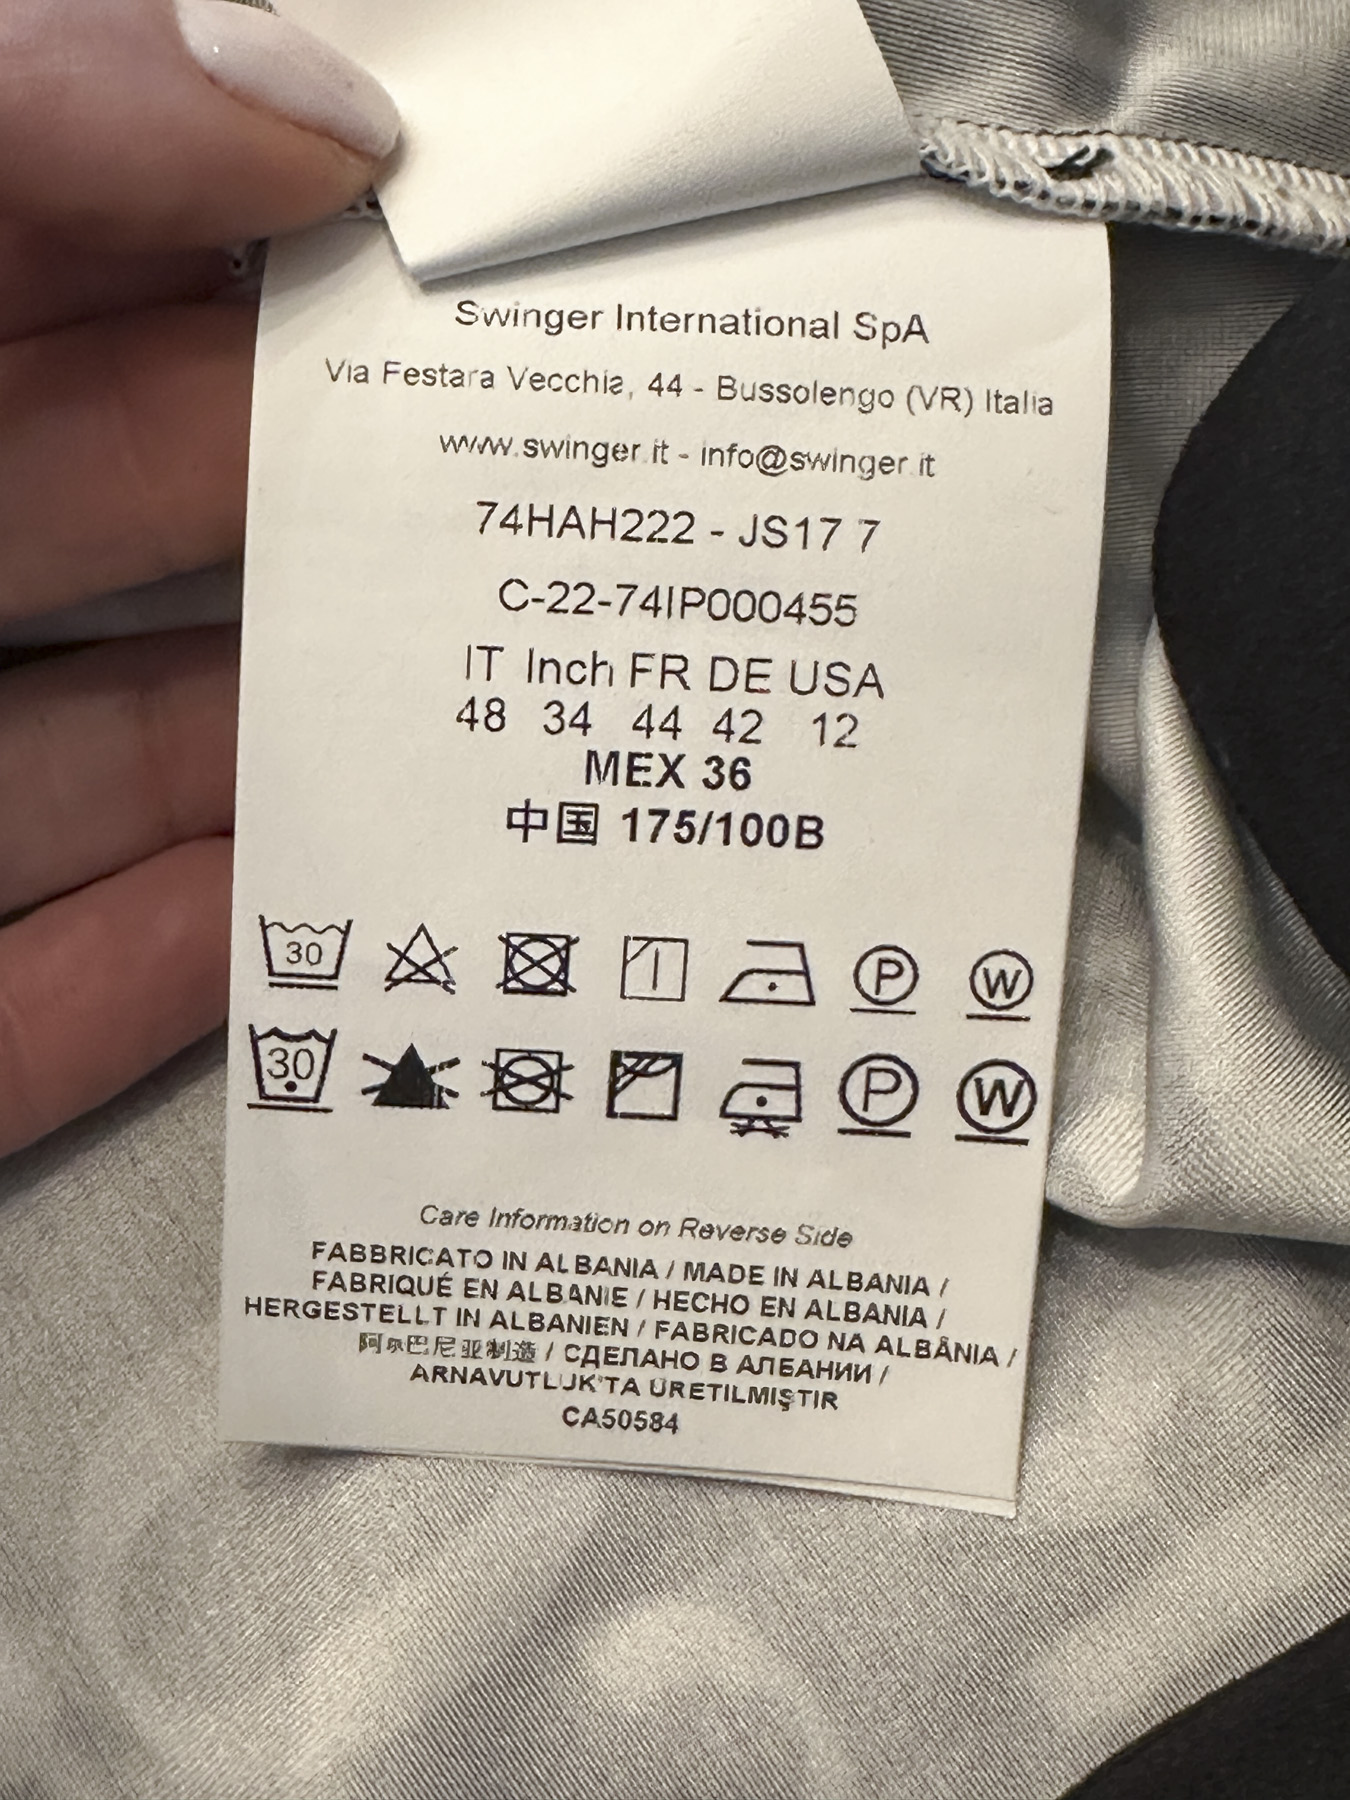 Swinger International SpA
Via Festara Vecchia, 44 - Bussolengo (VR) Italia
www.swinger.it - info@swinger.it
74HAH222 - JS17 7
C-22-74IP000455
IT Inch FR DE USA
48 34 44 42 12
MEX 36
中国 175/100B
30 P W
30 P W
Care Information on Reverse Side
FABBRICATO IN ALBANIA / MADE IN ALBANIA /
FABRIQUÉ EN ALBANIE / HECHO EN ALBANIA /
HERGESTELLT IN ALBANIEN / FABRICADO NA ALBÂNIA /
阿尔巴尼亚制造 / СДЕЛАНО В АЛБАНИИ /
ARNAVUTLUK'TA ÜRETILMIŞTIR
CA50584